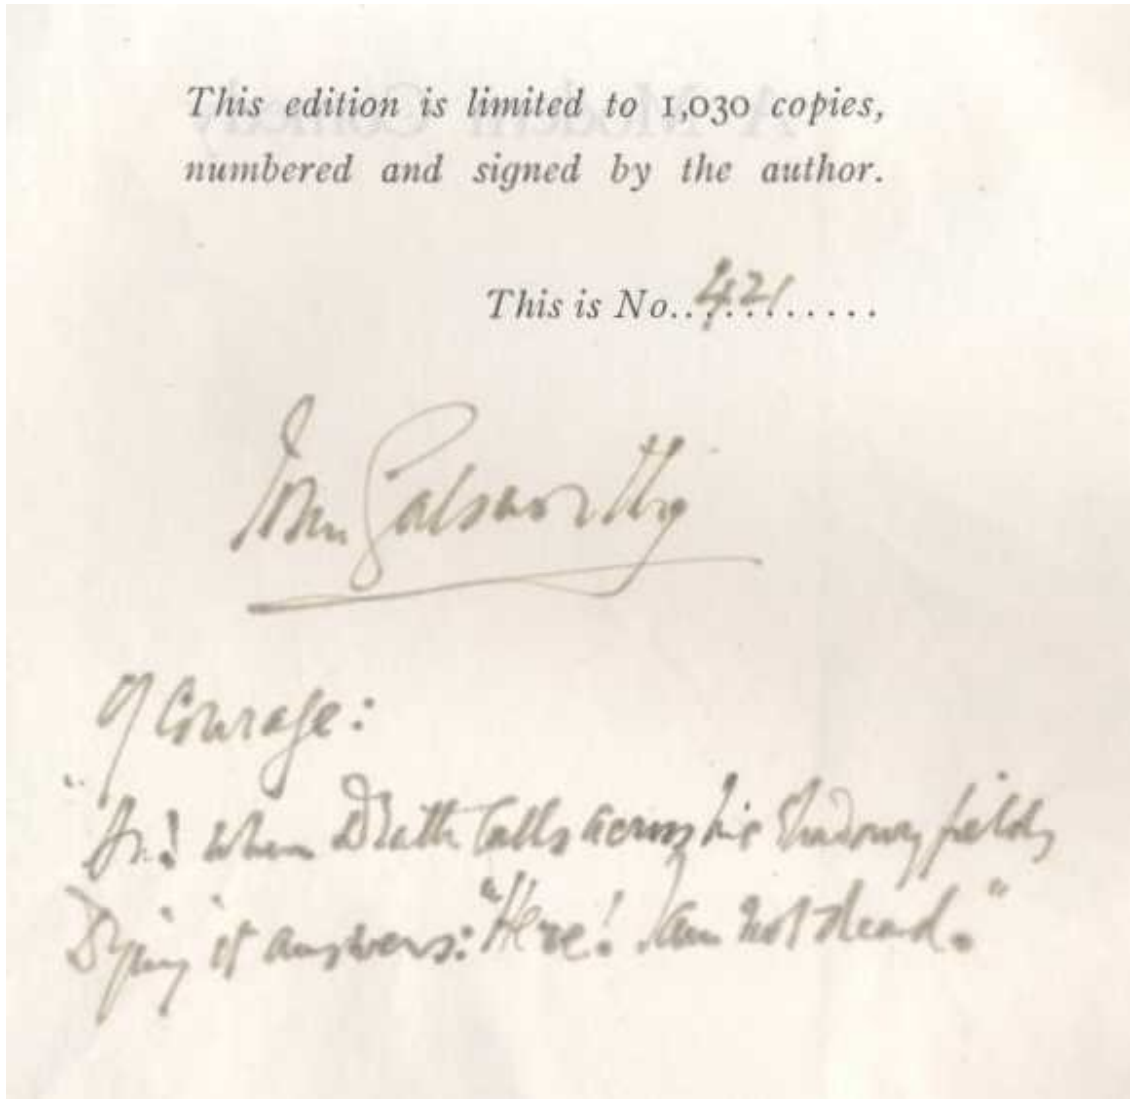 This edition is limited to 1,030 copies,
numbered and signed by the author.
This is No...421..........
John Galsworthy
Of Courage:
"For! When Death calls across his shadowy fields
Dying it answers: "Here! I am not dead."